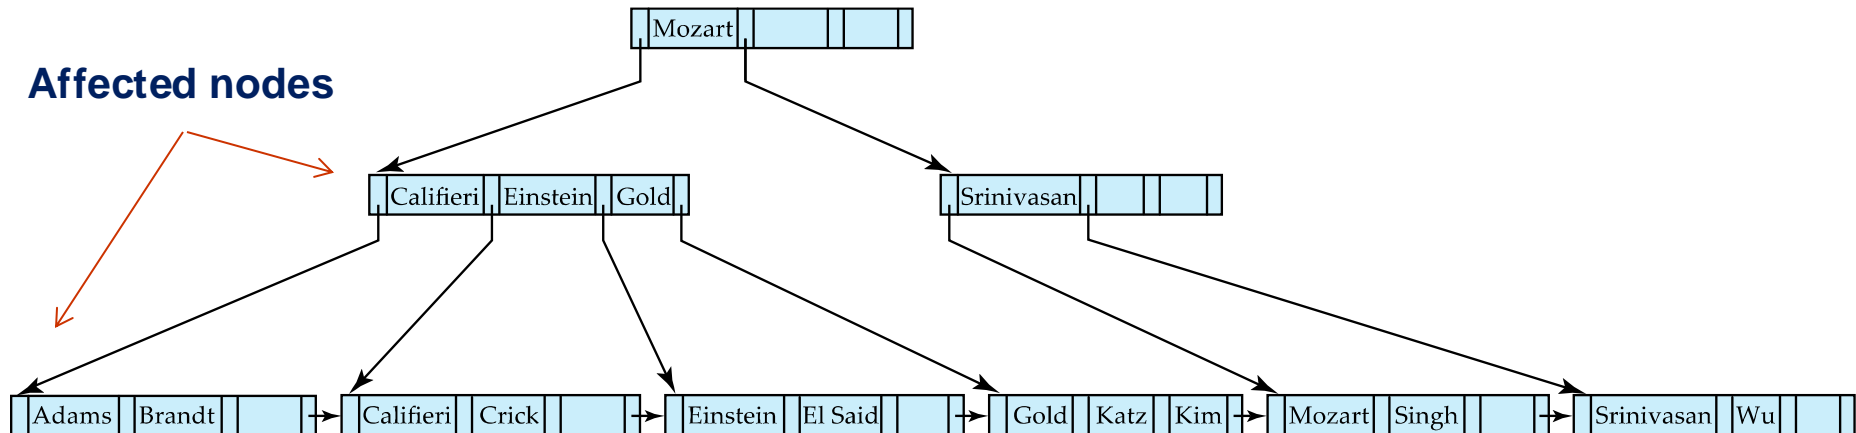 Mozart
Affected nodes
Califieri Einstein Gold
Srinivasan
Adams Brandt
Califieri Crick
Einstein El Said
Gold Katz Kim
Mozart Singh
Srinivasan Wu